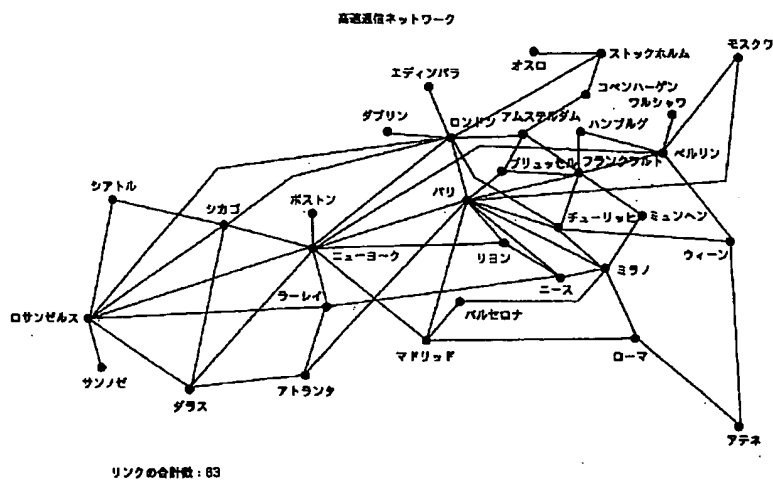 高速通信ネットワーク
モスクワ
オスロ
ストックホルム
エディンバラ
コペンハーゲン
ワルシャワ
ダブリン
ロンドン
アムステルダム
ハンブルグ
ベルリン
ブリュッセル
フランクフルト
シアトル
シカゴ
ボストン
パリ
チューリッヒ
ミュンヘン
ニューヨーク
リヨン
ウィーン
ミラノ
ニース
ラーレイ
バルセロナ
ロサンゼルス
マドリッド
ローマ
サンノゼ
ダラス
アトランタ
アテネ
リンクの合計数:63